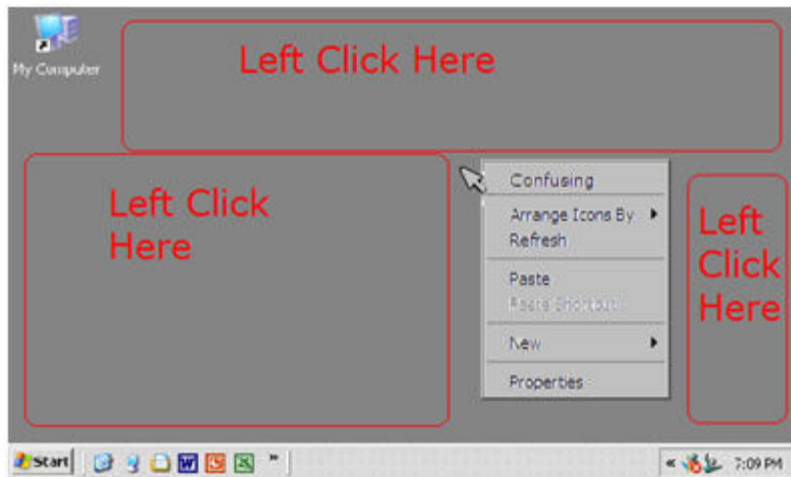 My Computer
Left Click Here
Left Click
Here
Confusing
Arrange Icons By
Refresh
Paste
Paste Shortcut
New
Properties
Left
Click
Here
Start
7:09 PM